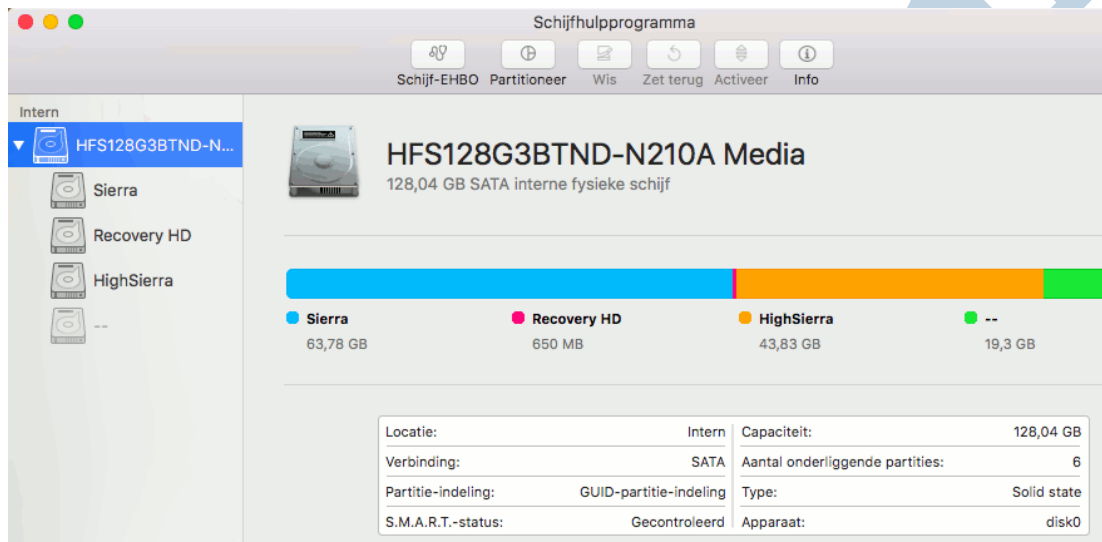 Schijfhulpprogramma
Schijf-EHBO Partitioneer Wis Zet terug Activeer Info
Intern
HFS128G3BTND-N...
Sierra
Recovery HD
HighSierra
--
HFS128G3BTND-N210A Media
128,04 GB SATA interne fysieke schijf
Sierra Recovery HD HighSierra --
63,78 GB 650 MB 43,83 GB 19,3 GB
Locatie: Intern Capaciteit: 128,04 GB
Verbinding: SATA Aantal onderliggende partities: 6
Partitie-indeling: GUID-partitie-indeling Type: Solid state
S.M.A.R.T.-status: Gecontroleerd Apparaat: disk0